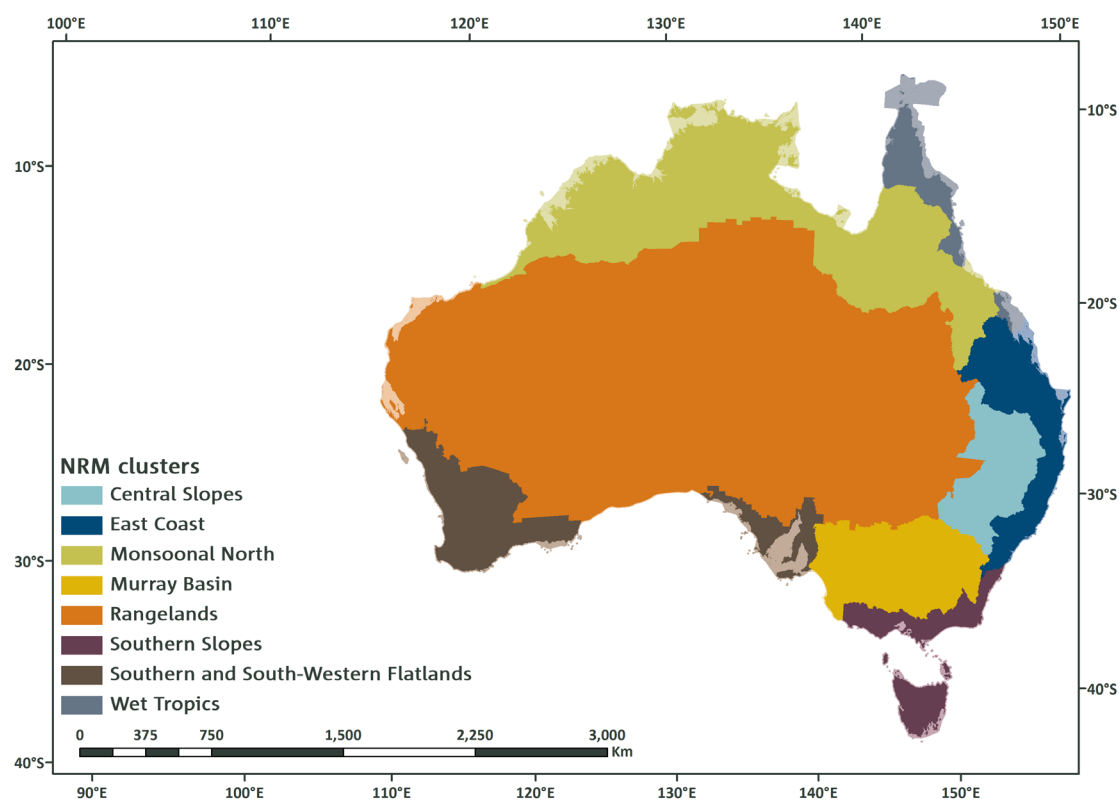 100°E 110°E 120°E 130°E 140°E 150°E
10°S
10°S
20°S
20°S
30°S
30°S
40°S
40°S
NRM clusters
Central Slopes
East Coast
Monsoonal North
Murray Basin
Rangelands
Southern Slopes
Southern and South-Western Flatlands
Wet Tropics
0 375 750 1,500 2,250 3,000
Km
90°E 100°E 110°E 120°E 130°E 140°E 150°E